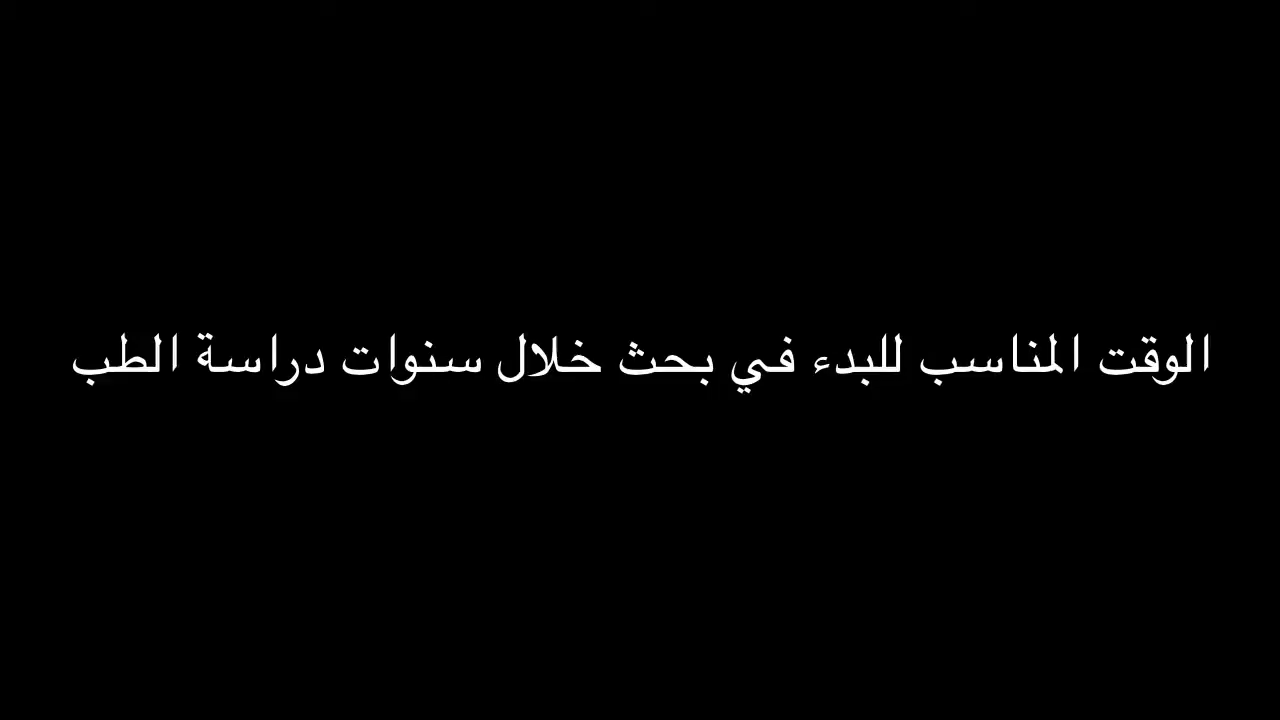 الوقت المناسب للبدء في بحث خلال سنوات دراسة الطب